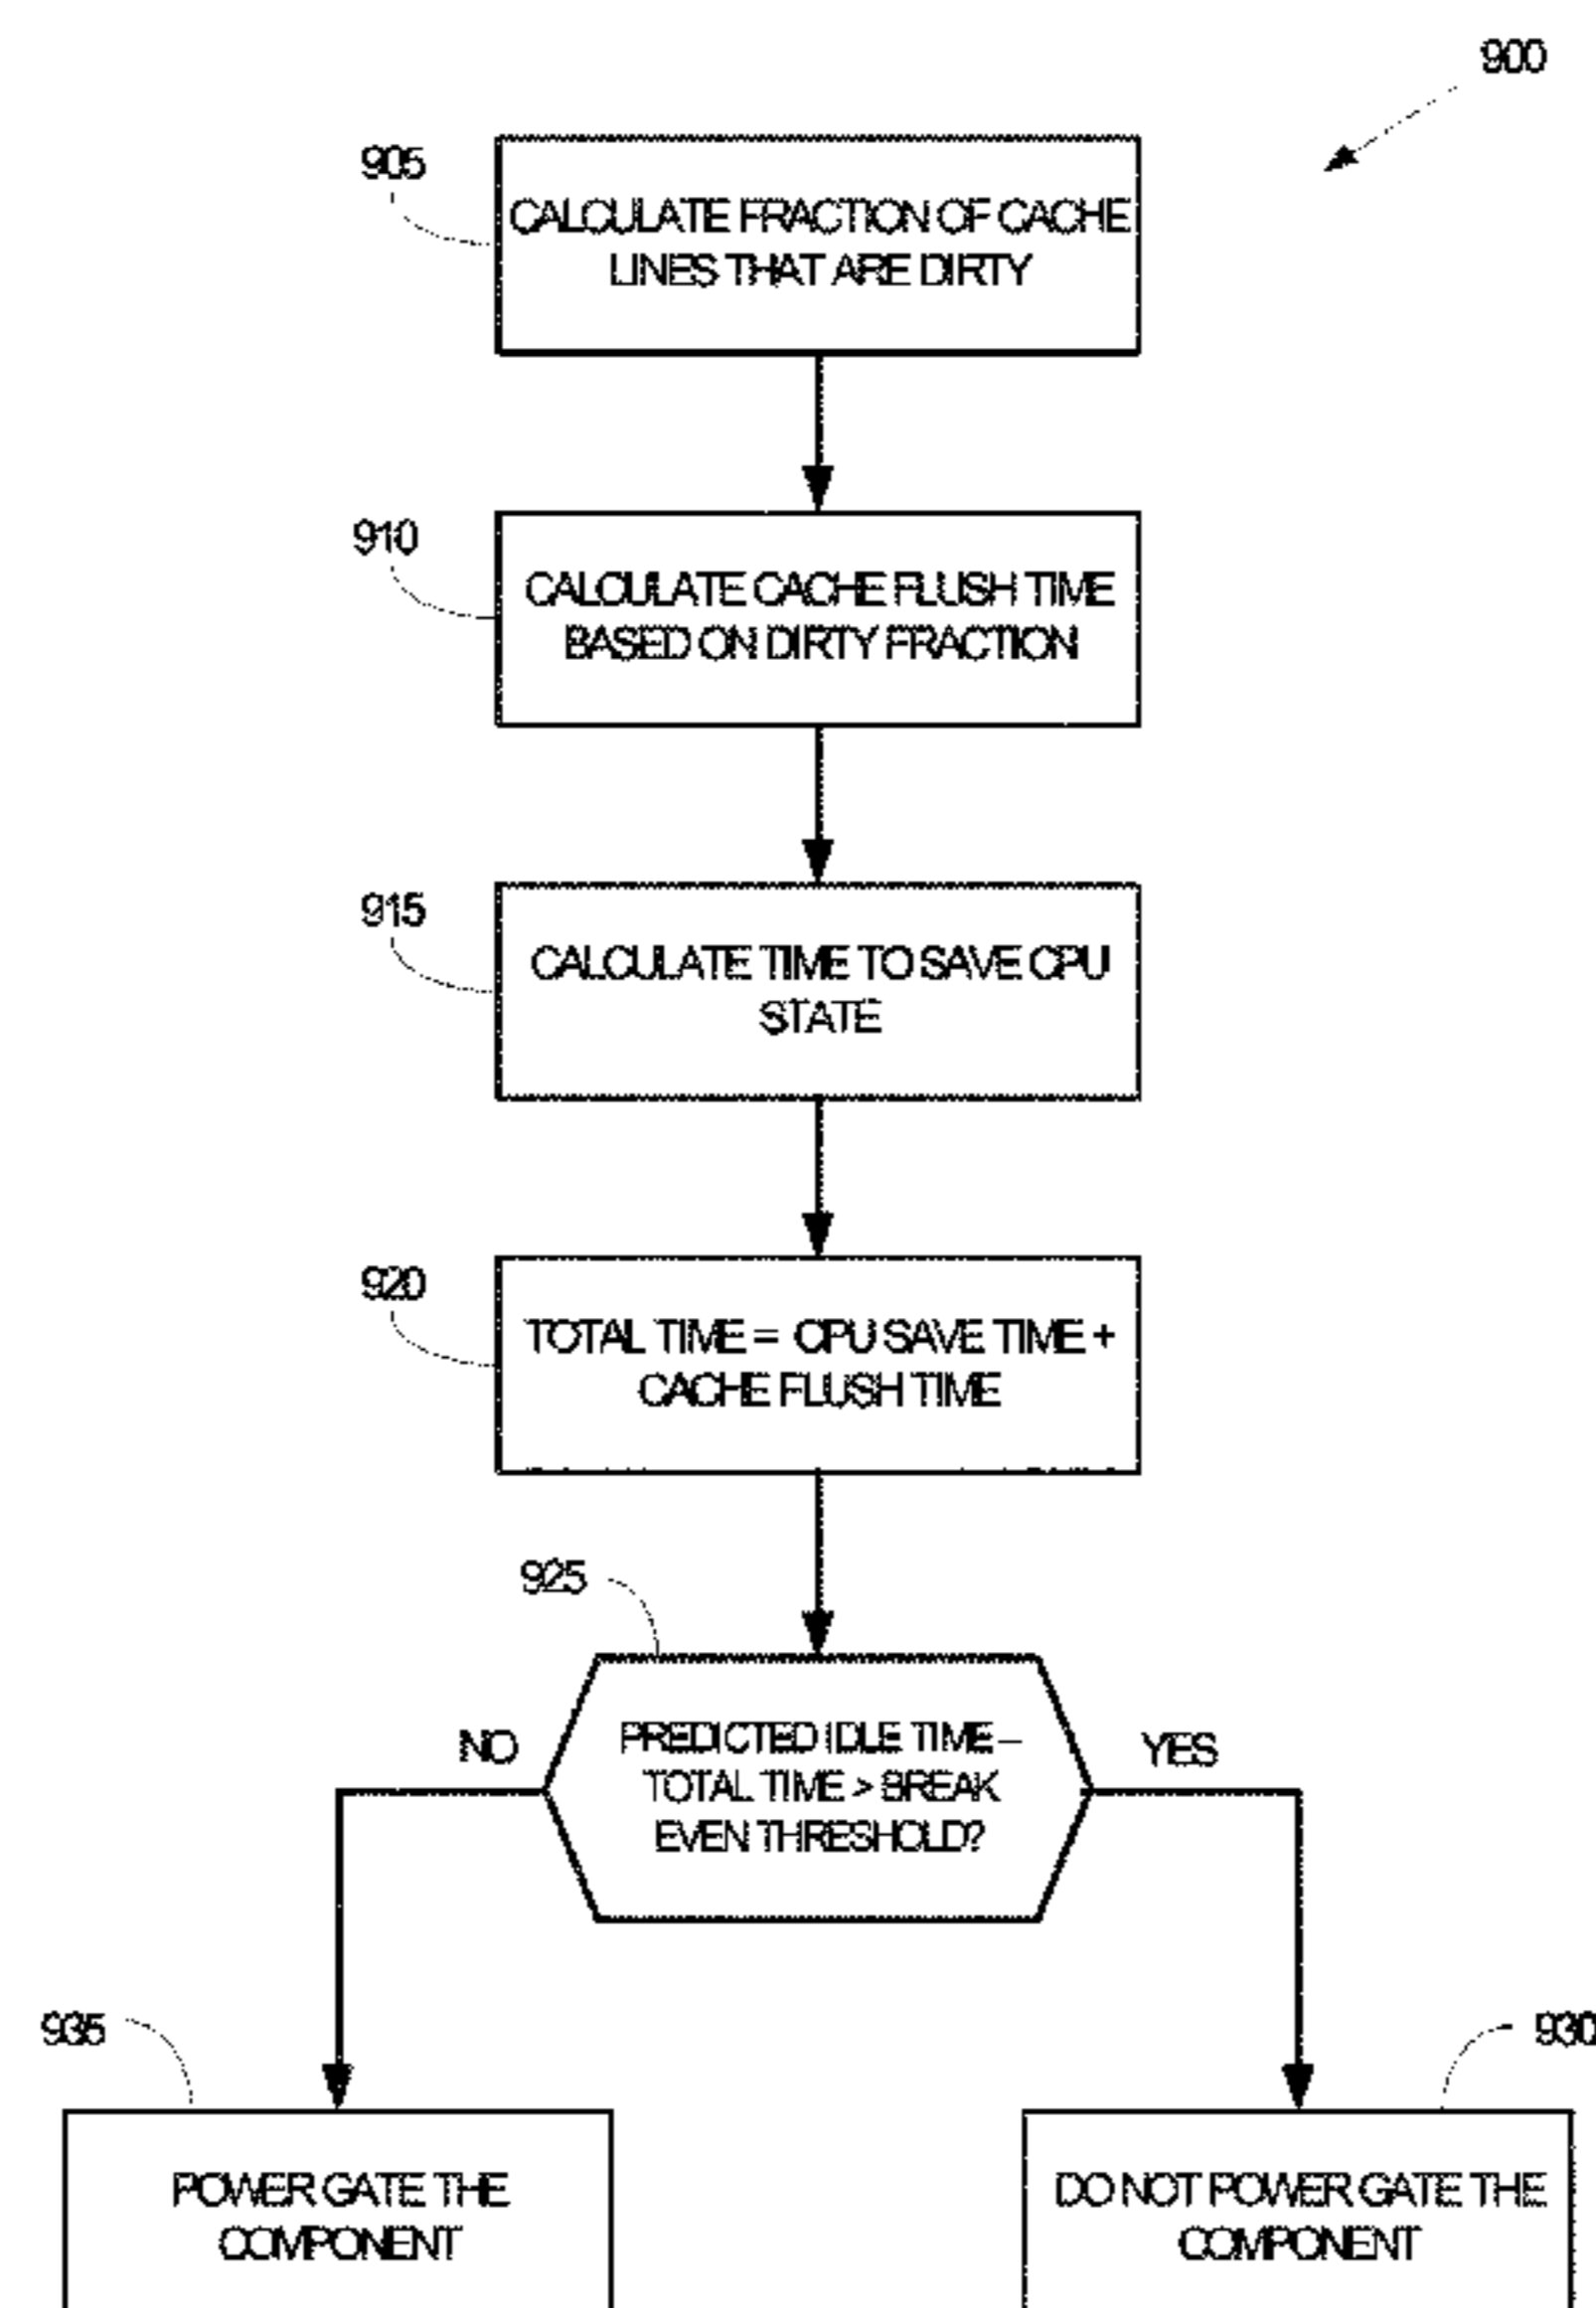 900
905
CALCULATE FRACTION OF CACHE
LINES THAT ARE DIRTY
910
CALCULATE CACHE FLUSH TIME
BASED ON DIRTY FRACTION
915
CALCULATE TIME TO SAVE CPU
STATE
920
TOTAL TIME = CPU SAVE TIME +
CACHE FLUSH TIME
925
PREDICTED IDLE TIME –
TOTAL TIME > BREAK
EVEN THRESHOLD?
NO
YES
935
POWER GATE THE
COMPONENT
930
DO NOT POWER GATE THE
COMPONENT